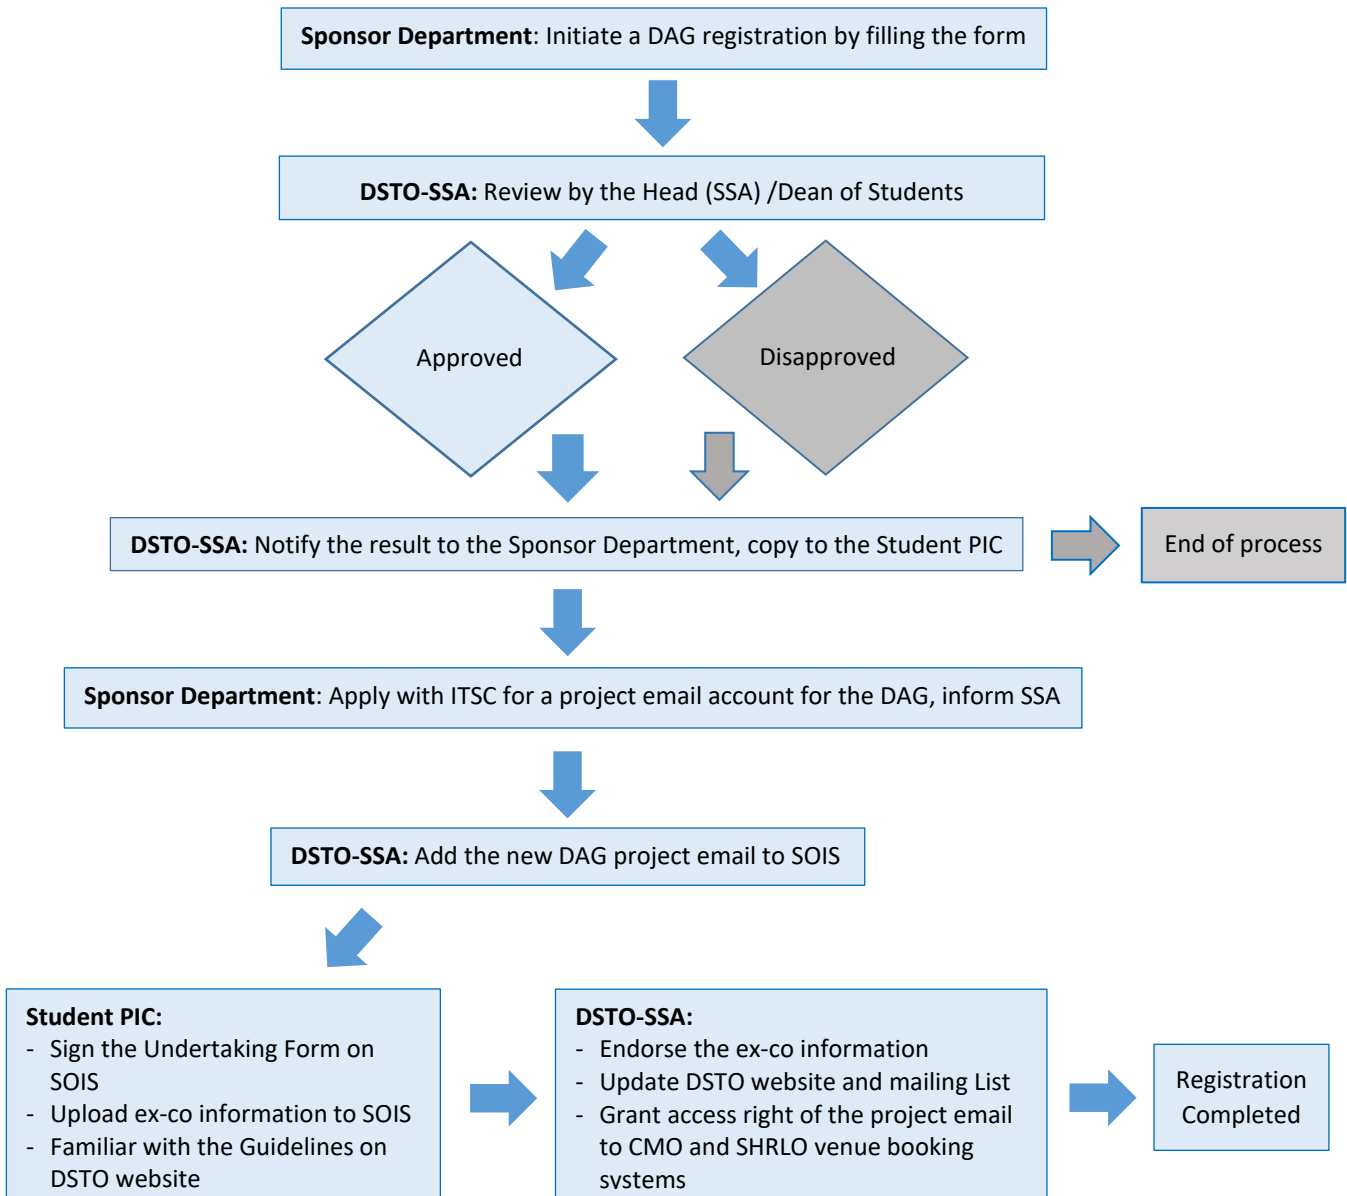 Sponsor Department: Initiate a DAG registration by filling the form
DSTO-SSA: Review by the Head (SSA) /Dean of Students
Approved
Disapproved
DSTO-SSA: Notify the result to the Sponsor Department, copy to the Student PIC
End of process
Sponsor Department: Apply with ITSC for a project email account for the DAG, inform SSA
DSTO-SSA: Add the new DAG project email to SOIS
Student PIC:
- Sign the Undertaking Form on
SOIS
- Upload ex-co information to SOIS
- Familiar with the Guidelines on
DSTO website
DSTO-SSA:
- Endorse the ex-co information
- Update DSTO website and mailing List
- Grant access right of the project email
to CMO and SHRLO venue booking
systems
Registration
Completed